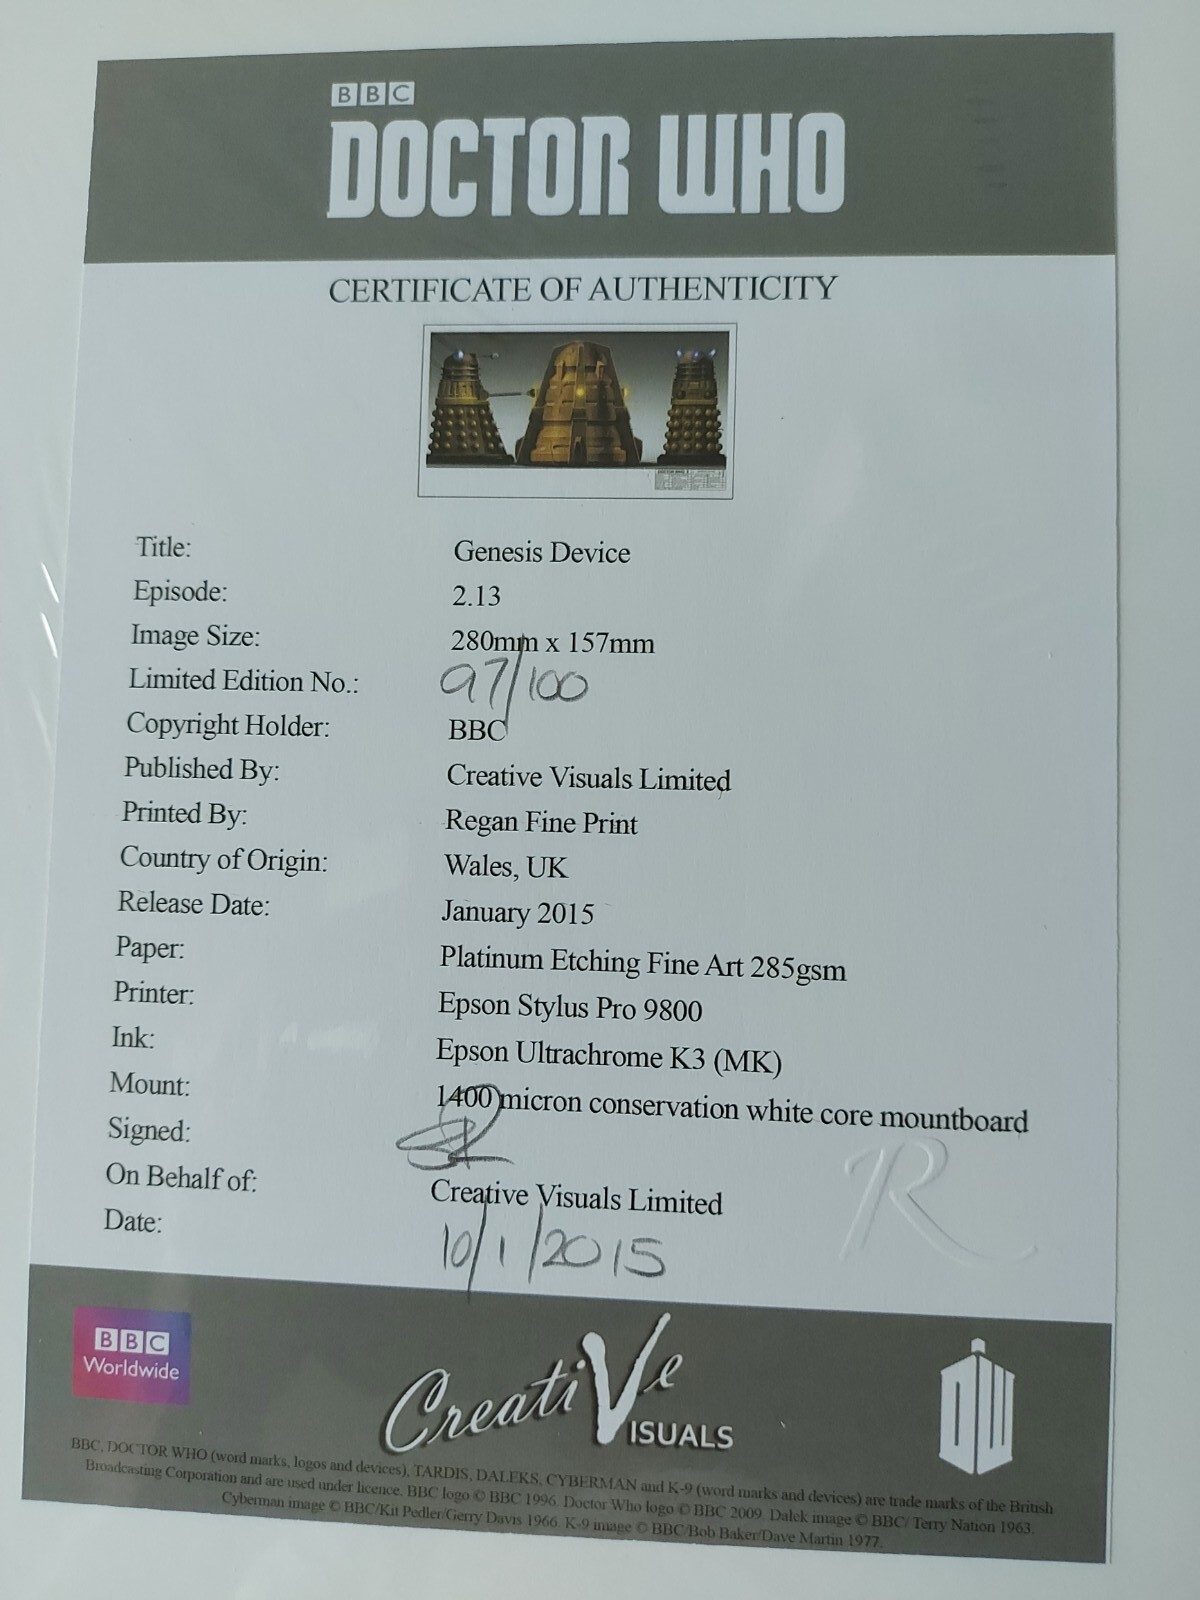 BBC
DOCTOR WHO
CERTIFICATE OF AUTHENTICITY
Title: Genesis Device
Episode: 2.13
Image Size: 280mm x 157mm
Limited Edition No.: 97/100
Copyright Holder: BBC
Published By: Creative Visuals Limited
Printed By: Regan Fine Print
Country of Origin: Wales, UK
Release Date: January 2015
Paper: Platinum Etching Fine Art 285gsm
Printer: Epson Stylus Pro 9800
Ink: Epson Ultrachrome K3 (MK)
Mount: 1400 micron conservation white core mountboard
Signed:
On Behalf of: Creative Visuals Limited
Date: 10/1/2015
R
BBC
Worldwide
Creative
VISUALS
DW
BBC, DOCTOR WHO (word marks, logos and devices), TARDIS, DALEKS, CYBERMAN and K-9 (word marks and devices) are trade marks of the British
Broadcasting Corporation and are used under licence. BBC logo © BBC 1996. Doctor Who logo © BBC 2009. Dalek image © BBC/ Terry Nation 1963.
Cyberman image © BBC/Kit Pedler/Gerry Davis 1966. K-9 image © BBC/Bob Baker/Dave Martin 1977.